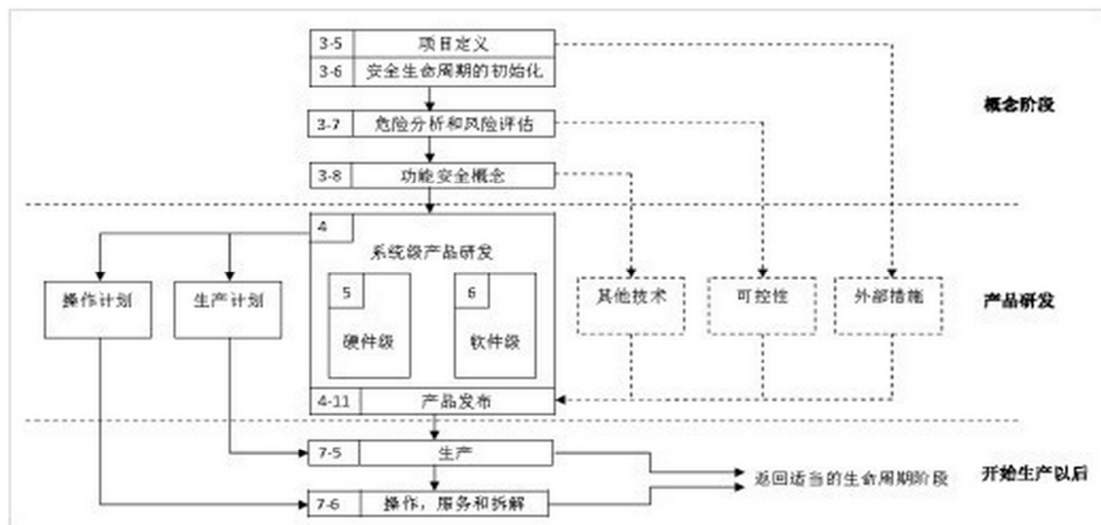 3-5 项目定义
3-6 安全生命周期的初始化
概念阶段
3-7 危险分析和风险评估
3-8 功能安全概念
4
系统级产品研发
操作计划
生产计划
5
硬件级
6
软件级
其他技术
可控性
外部措施
产品研发
4-11 产品发布
7-5 生产
返回适当的生命周期阶段
开始生产以后
7-6 操作，服务和拆解